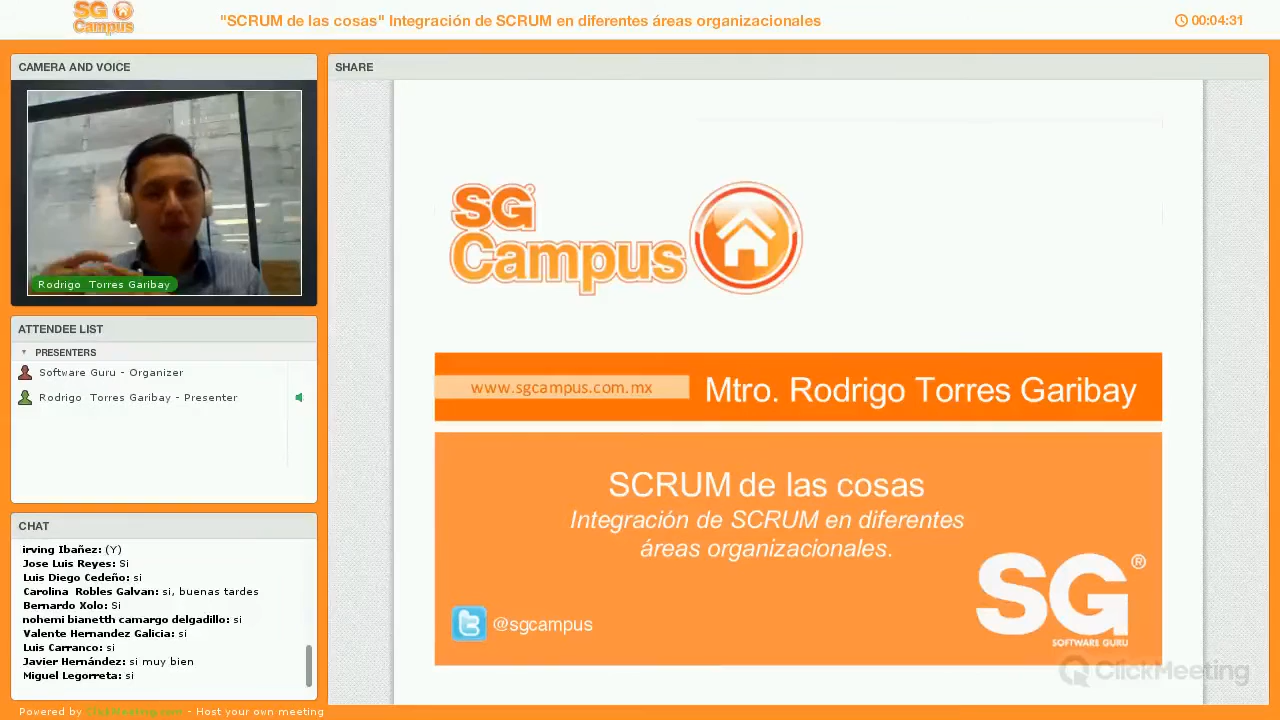 SG
Campus
"SCRUM de las cosas" Integración de SCRUM en diferentes áreas organizacionales
00:04:31
CAMERA AND VOICE
Rodrigo Torres Garibay
ATTENDEE LIST
PRESENTERS
Software Guru - Organizer
Rodrigo Torres Garibay - Presenter
CHAT
irving Ibañez: (Y)
Jose Luis Reyes: Si
Luis Diego Cedeño: si
Carolina Robles Galvan: si, buenas tardes
Bernardo Xolo: Si
nohemi bianetth camargo delgadillo: si
Valente Hernandez Galicia: si
Luis Carranco: si
Javier Hernández: si muy bien
Miguel Legorreta: si
SHARE
SG
Campus
www.sgcampus.com.mx
Mtro. Rodrigo Torres Garibay
SCRUM de las cosas
Integración de SCRUM en diferentes
áreas organizacionales.
@sgcampus
SG®
SOFTWARE GURU
ClickMeeting
Powered by ClickMeeting.com - Host your own meeting